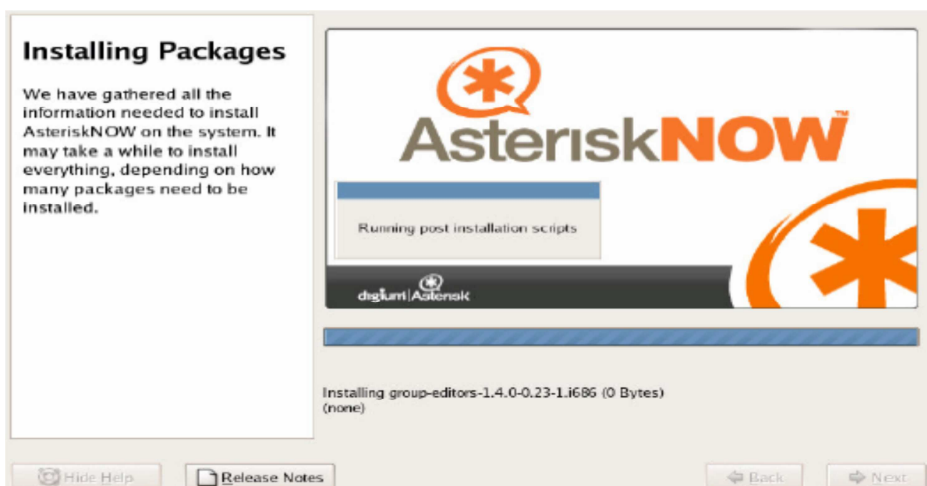 Installing Packages
We have gathered all the
information needed to install
AsteriskNOW on the system. It
may take a while to install
everything, depending on how
many packages need to be
installed.
AsterıskNOW™
Running post installation scripts
digium|Asterisk
Installing group-editors-1.4.0-0.23-1.i686 (0 Bytes)
(none)
Hide Help
Release Notes
Back
Next